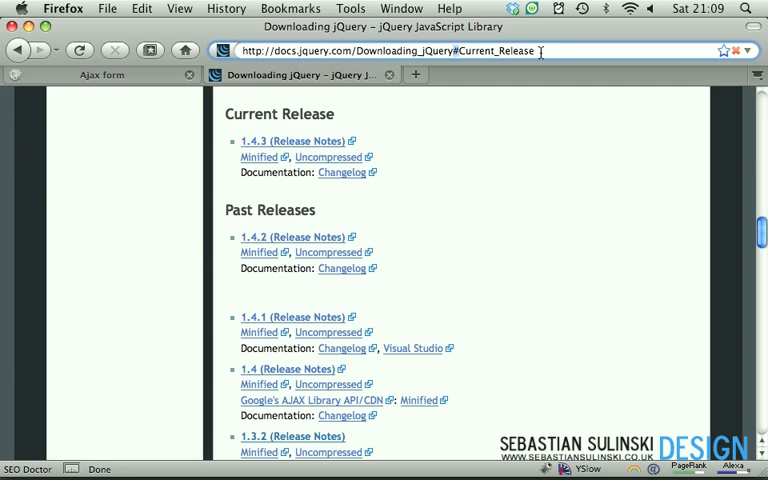 Firefox File Edit View History Bookmarks Tools Window Help Sat 21:09
Downloading jQuery – jQuery JavaScript Library
http://docs.jquery.com/Downloading_jQuery#Current_Release
Ajax form
Downloading jQuery – jQuery J...
Current Release
1.4.3 (Release Notes)
Minified, Uncompressed
Documentation: Changelog
Past Releases
1.4.2 (Release Notes)
Minified, Uncompressed
Documentation: Changelog
1.4.1 (Release Notes)
Minified, Uncompressed
Documentation: Changelog, Visual Studio
1.4 (Release Notes)
Minified, Uncompressed
Google's AJAX Library API/CDN: Minified
Documentation: Changelog
1.3.2 (Release Notes)
Minified, Uncompressed
SEBASTIAN SULINSKI DESIGN
WWW.SEBASTIANSULINSKI.CO.UK
SEO Doctor Done YSlow PageRank Alexa